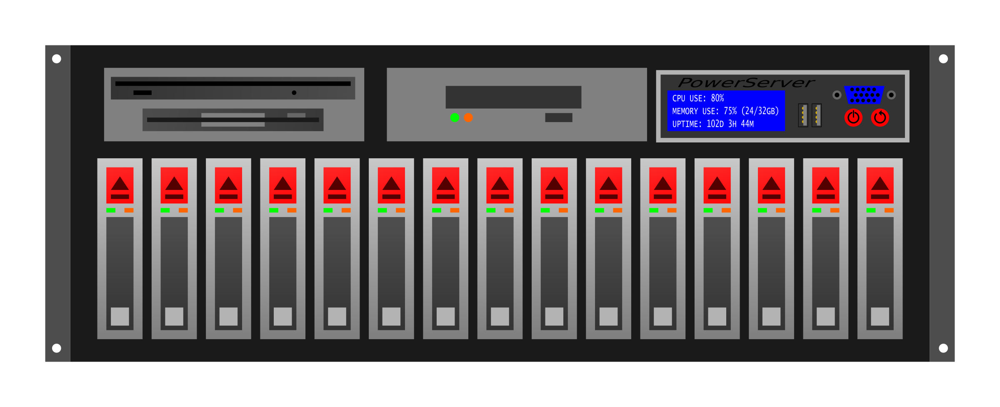 PowerServer
CPU USE: 80%
MEMORY USE: 75% (24/32GB)
UPTIME: 102D 3H 44M